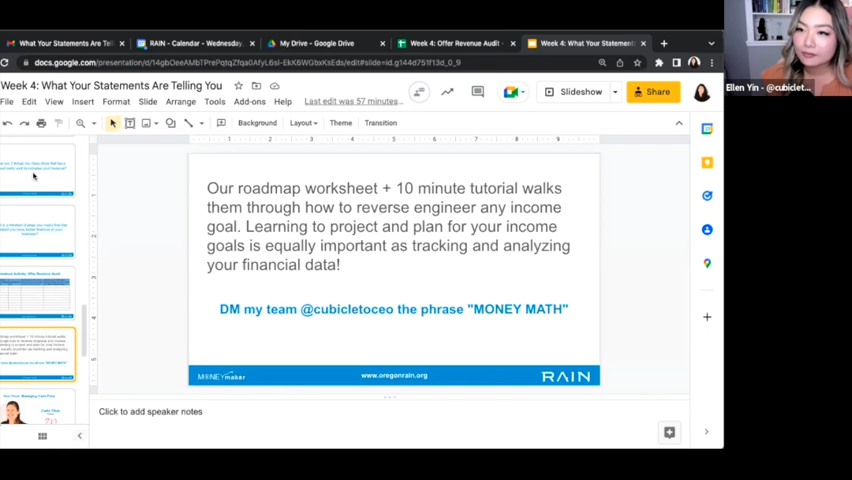 What Your Statements Are Tell
RAIN - Calendar - Wednesday,
My Drive - Google Drive
Week 4: Offer Revenue Audit -
Week 4: What Your Statements
docs.google.com/presentation/d/14gbOeeAMbTPrePqtqZfqa0AfyL6sI-EkK6WGbxKsEds/edit#slide=id.g144d751f13d_0_9
Ellen Yin - @cubiclet...
Week 4: What Your Statements Are Telling You
File Edit View Insert Format Slide Arrange Tools Add-ons Help Last edit was 57 minutes...
Slideshow
Share
Background Layout Theme Transition
Our roadmap worksheet + 10 minute tutorial walks
them through how to reverse engineer any income
goal. Learning to project and plan for your income
goals is equally important as tracking and analyzing
your financial data!
DM my team @cubicletoceo the phrase "MONEY MATH"
MONEYmaker
www.oregonrain.org
RAIN
Click to add speaker notes